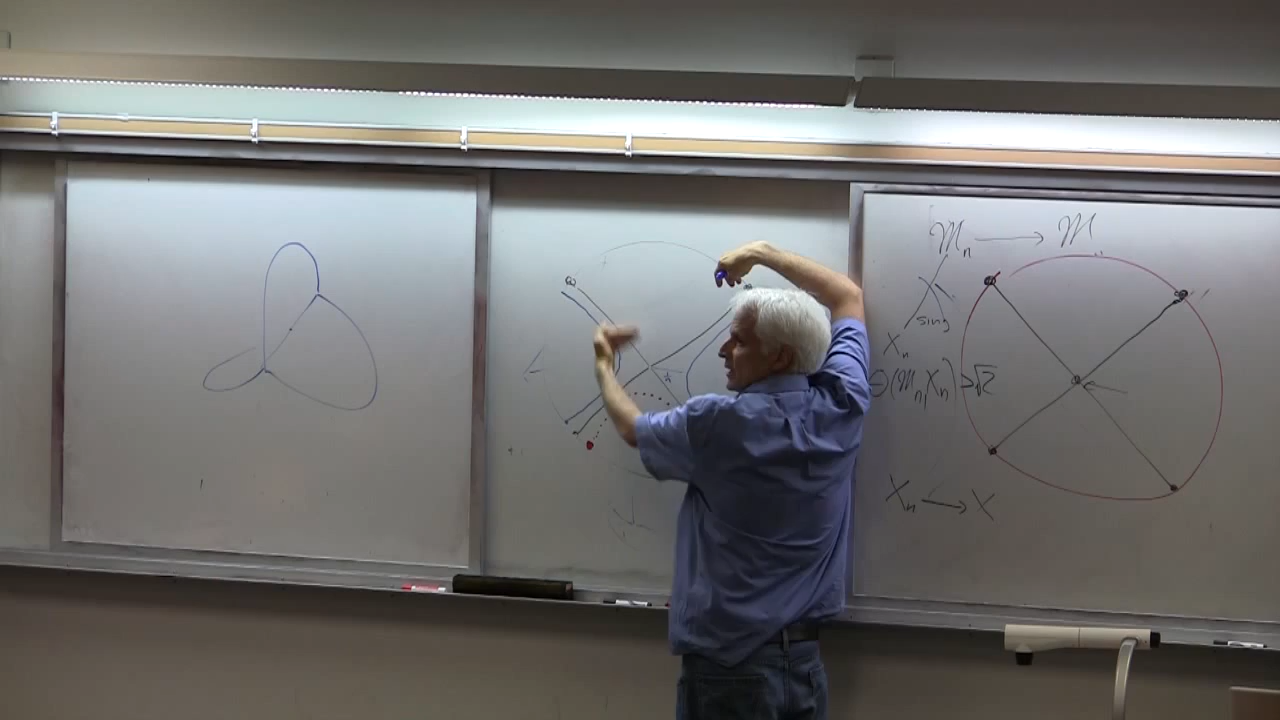 𝓜ₙ → 𝓜
sing
Xₙ
Θ(𝓜ₙ, Xₙ) > √2
Xₙ → X